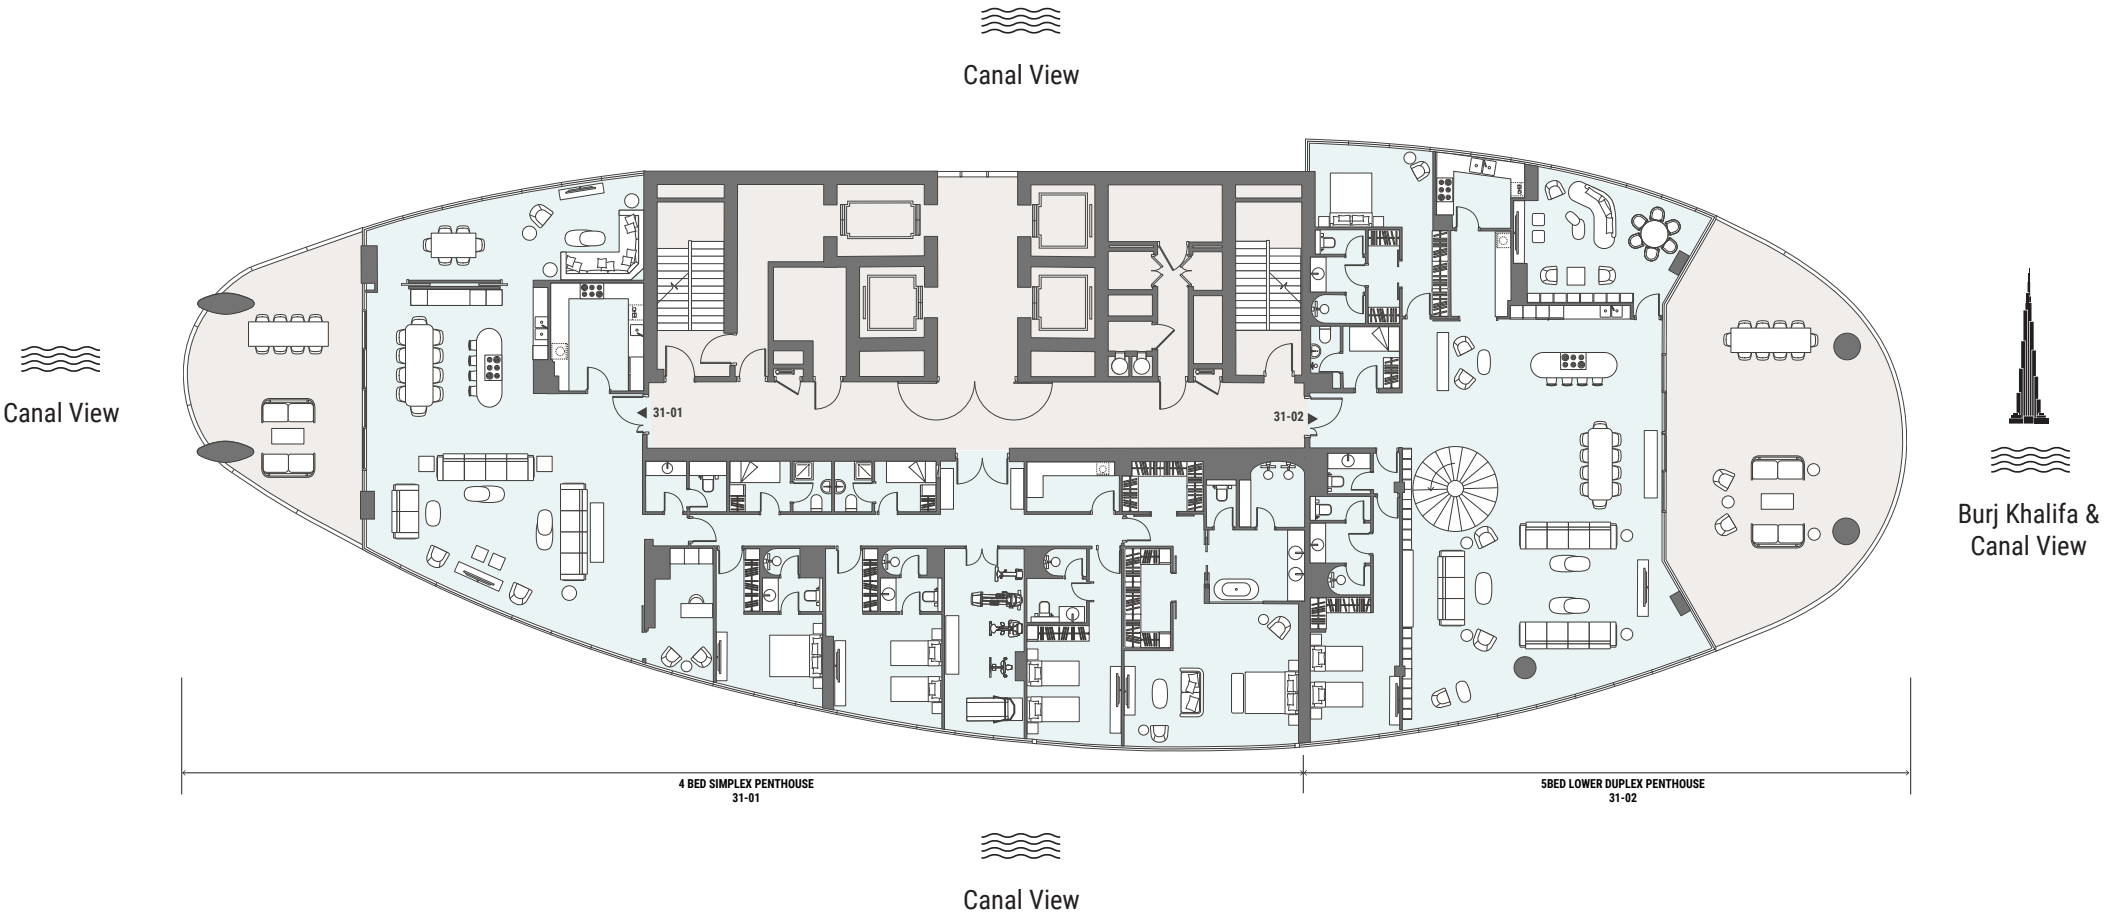 Canal View
Canal View
31-01
31-02
Burj Khalifa &
Canal View
4 BED SIMPLEX PENTHOUSE
31-01
5BED LOWER DUPLEX PENTHOUSE
31-02
Canal View